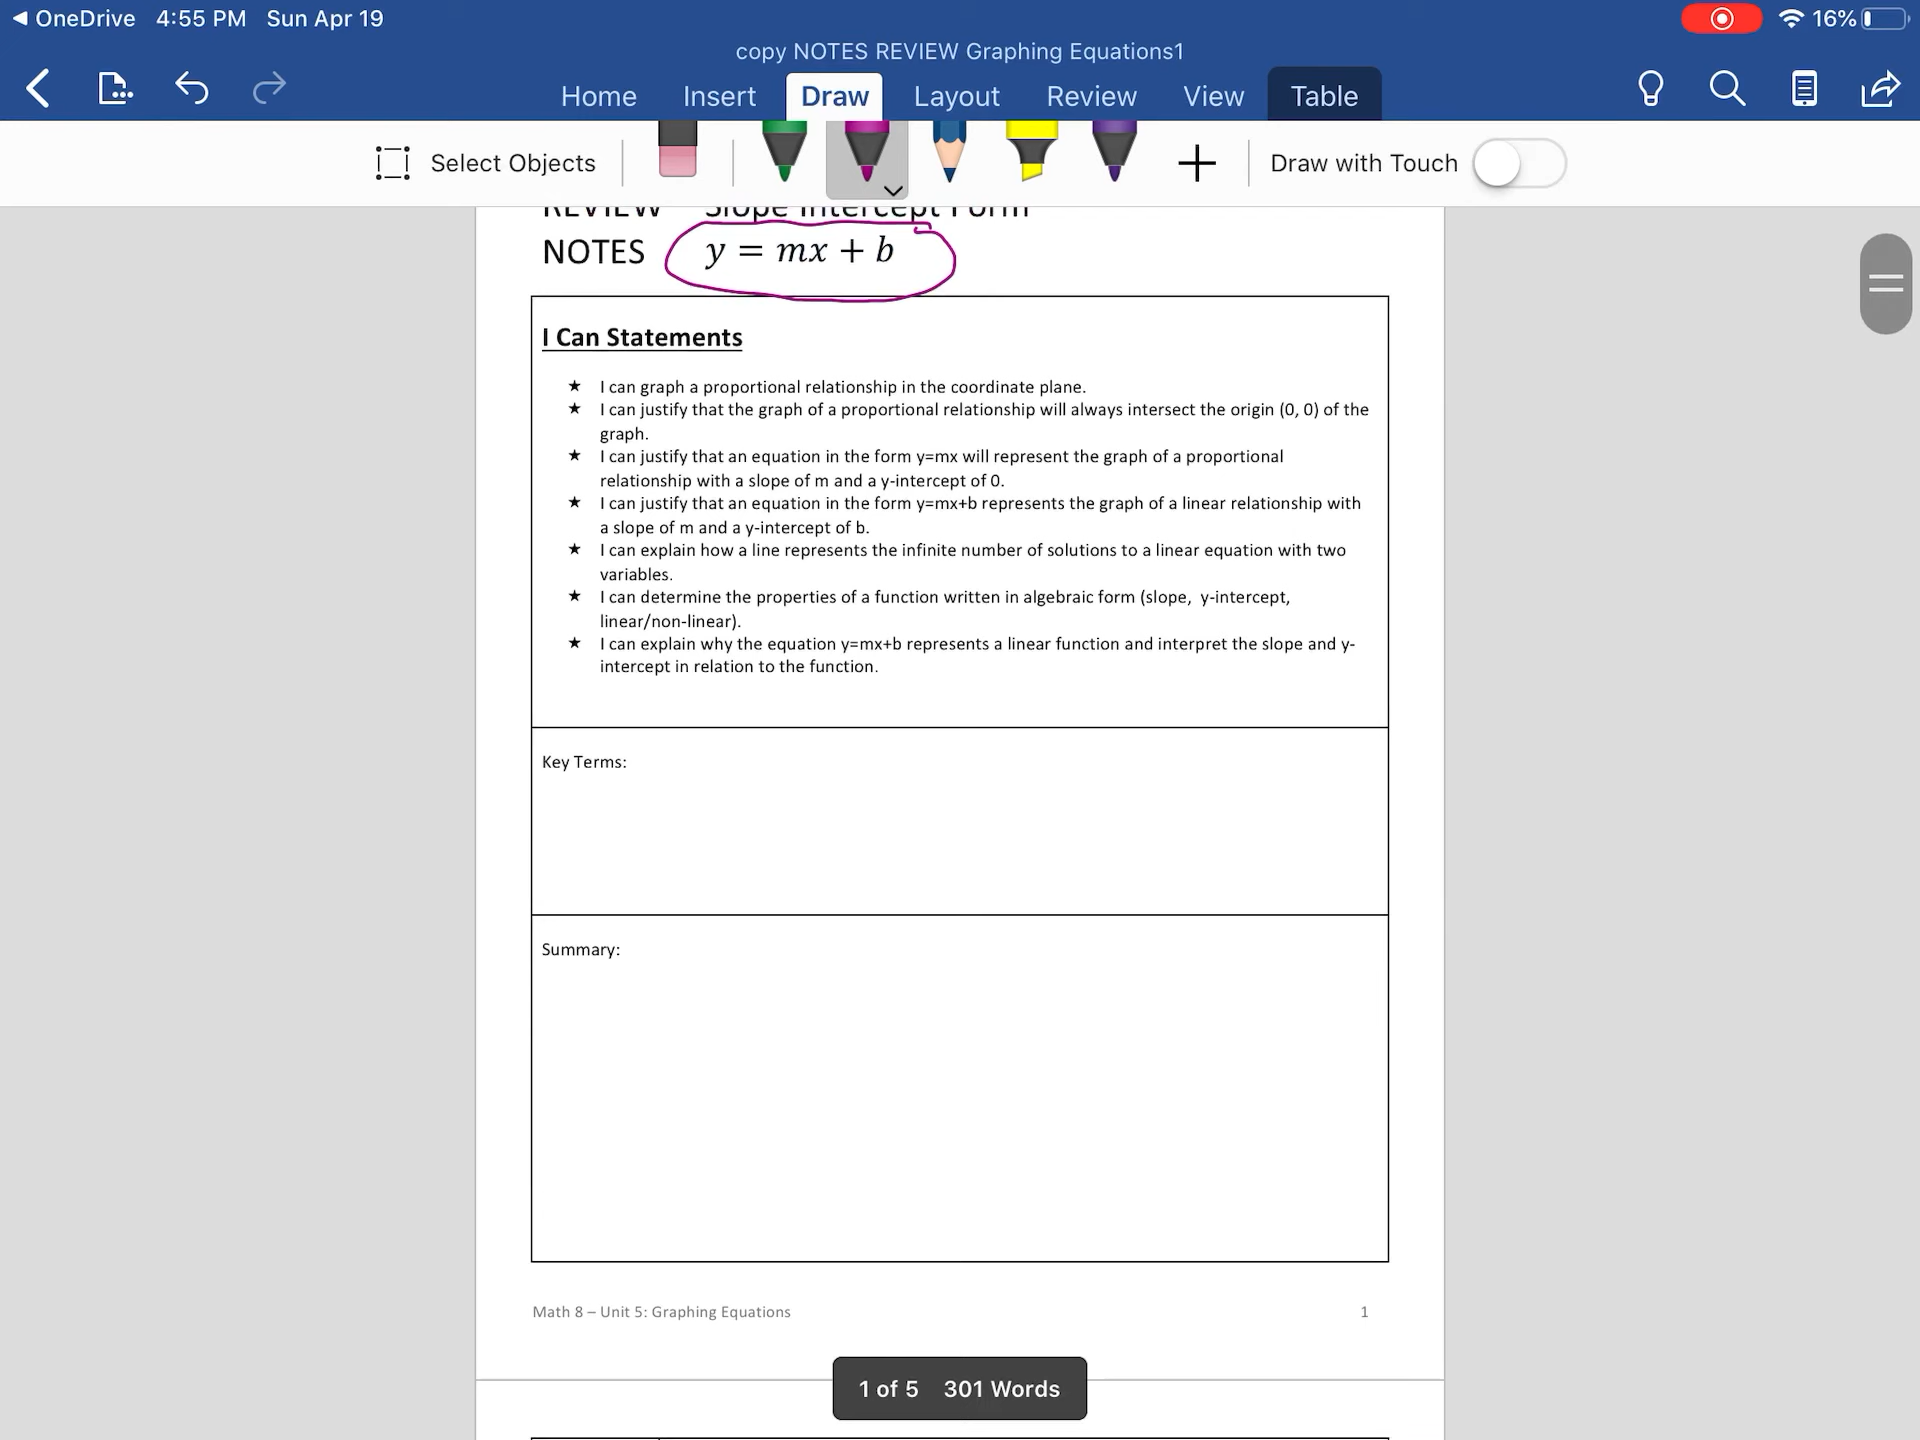 OneDrive 4:55 PM Sun Apr 19 16%
copy NOTES REVIEW Graphing Equations1
Home Insert Draw Layout Review View Table
Select Objects Draw with Touch
REVIEW Slope Intercept Form
NOTES y = mx + b
I Can Statements
★ I can graph a proportional relationship in the coordinate plane.
★ I can justify that the graph of a proportional relationship will always intersect the origin (0, 0) of the
graph.
★ I can justify that an equation in the form y=mx will represent the graph of a proportional
relationship with a slope of m and a y-intercept of 0.
★ I can justify that an equation in the form y=mx+b represents the graph of a linear relationship with
a slope of m and a y-intercept of b.
★ I can explain how a line represents the infinite number of solutions to a linear equation with two
variables.
★ I can determine the properties of a function written in algebraic form (slope, y-intercept,
linear/non-linear).
★ I can explain why the equation y=mx+b represents a linear function and interpret the slope and y-
intercept in relation to the function.
Key Terms:
Summary:
Math 8 – Unit 5: Graphing Equations 1
1 of 5 301 Words